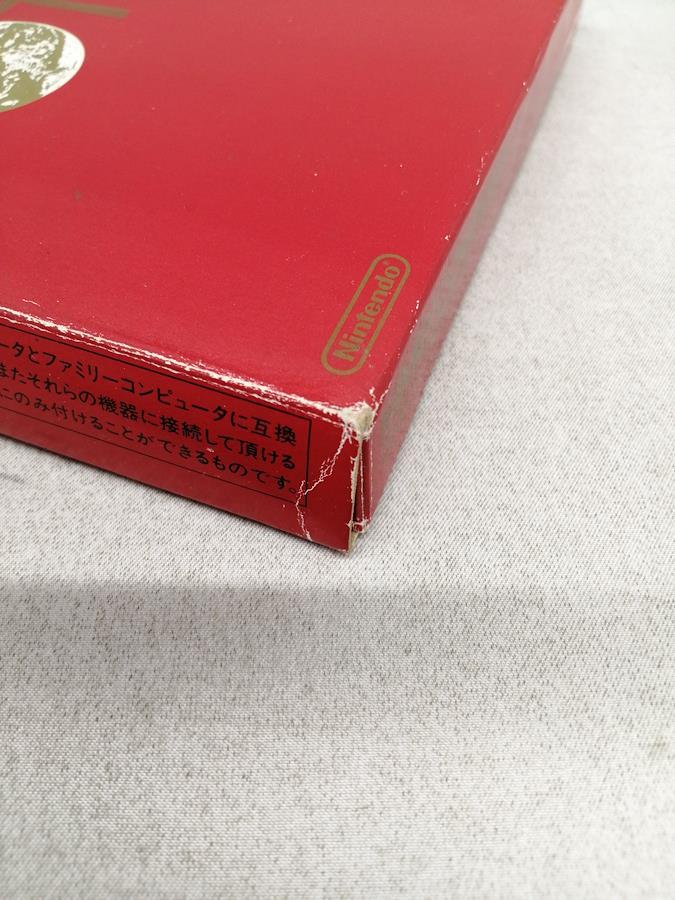 Nintendo®
ータとファミリーコンピュータに互換
またそれらの機器に接続して頂ける
このみ付けることができるものです。